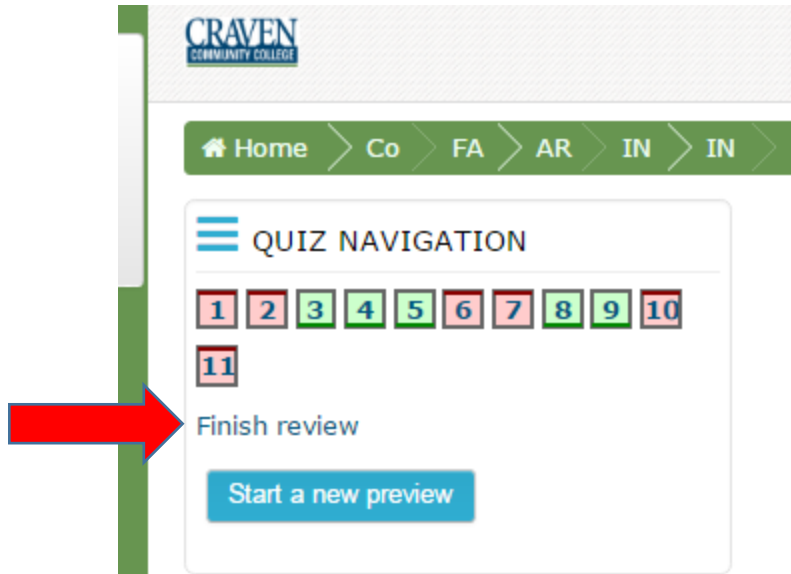 CRAVEN
COMMUNITY COLLEGE
Home Co FA AR IN IN
QUIZ NAVIGATION
1 2 3 4 5 6 7 8 9 10
11
Finish review
Start a new preview